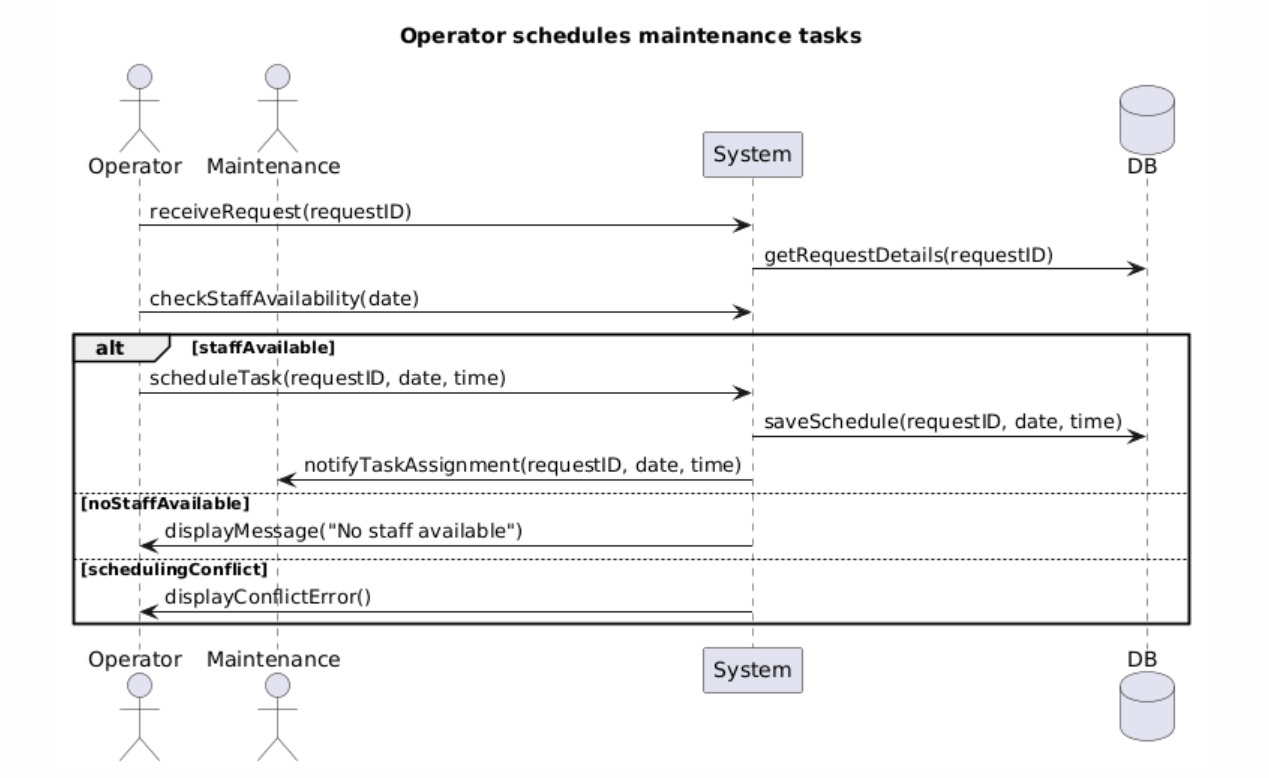 Operator schedules maintenance tasks
Operator
Maintenance
System
DB
receiveRequest(requestID)
getRequestDetails(requestID)
checkStaffAvailability(date)
alt [staffAvailable]
scheduleTask(requestID, date, time)
saveSchedule(requestID, date, time)
notifyTaskAssignment(requestID, date, time)
[noStaffAvailable]
displayMessage("No staff available")
[schedulingConflict]
displayConflictError()
Operator
Maintenance
System
DB